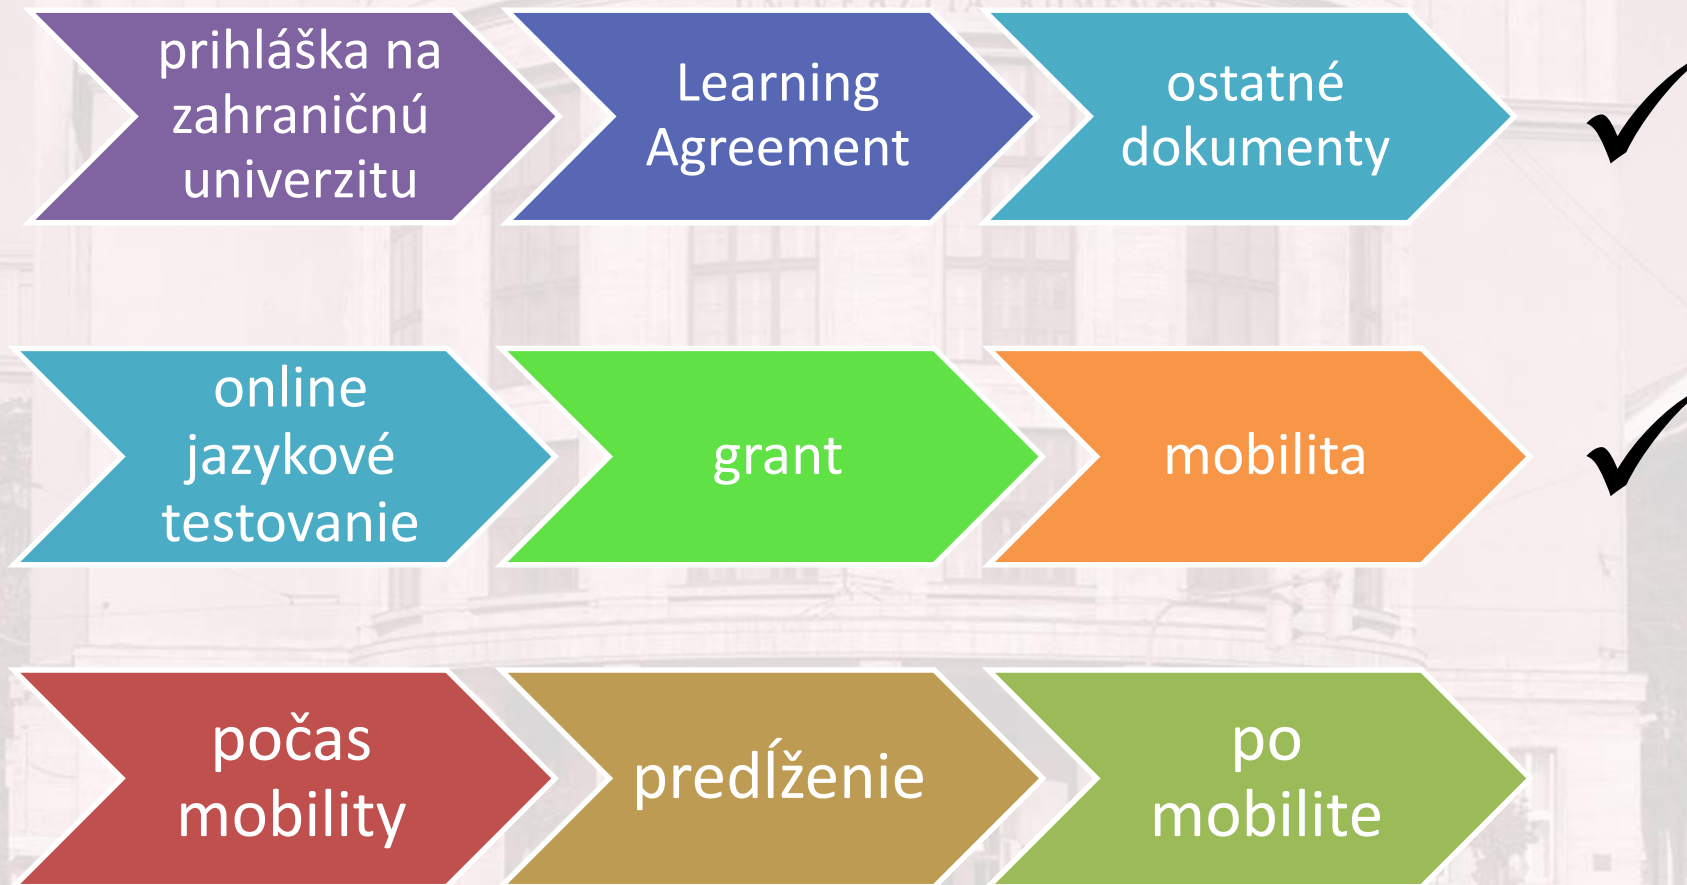 prihláška na
zahraničnú
univerzitu
Learning
Agreement
ostatné
dokumenty
online
jazykové
testovanie
grant
mobilita
počas
mobility
predĺženie
po
mobilite